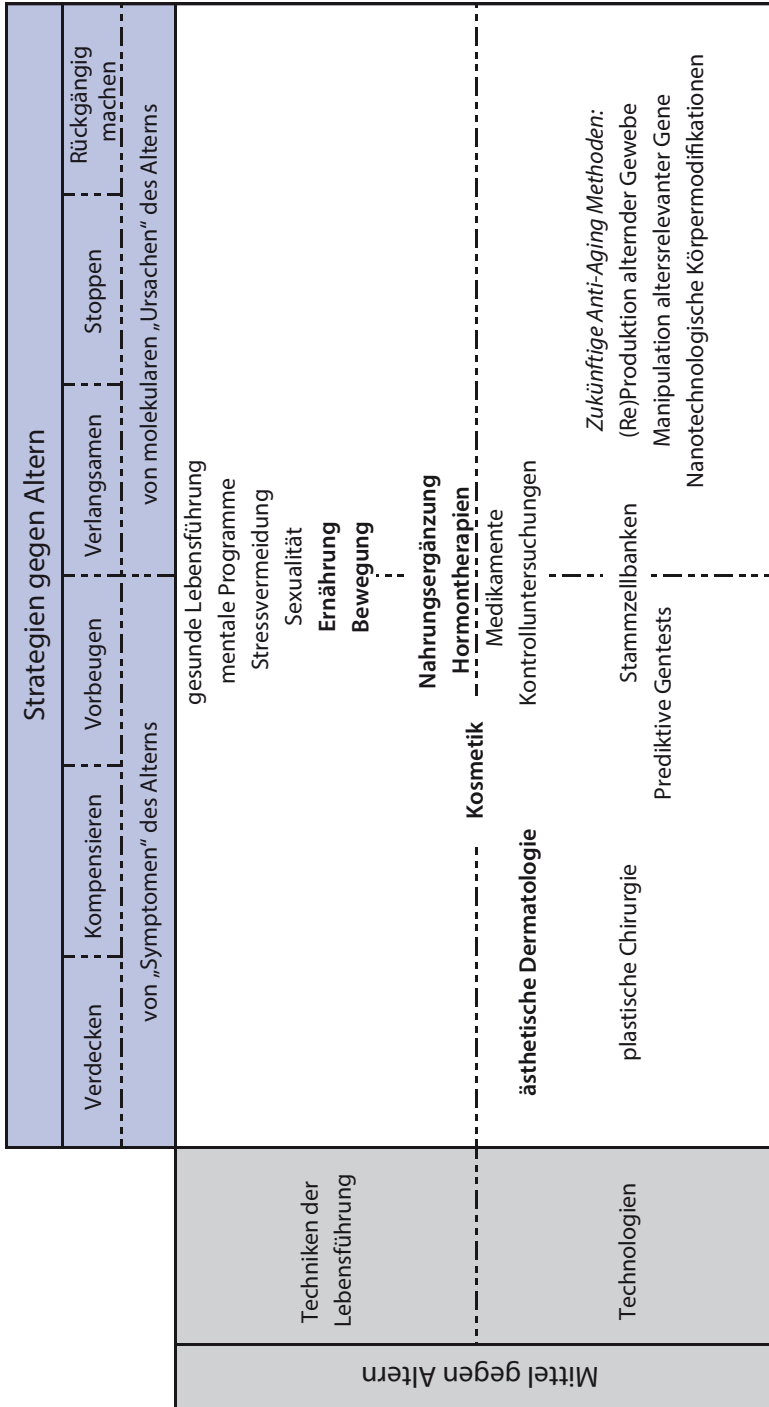 Strategien gegen Altern
Verdecken
Kompensieren
Vorbeugen
Verlangsamen
Stoppen
Rückgängig
machen
von „Symptomen“ des Alterns
von molekularen „Ursachen“ des Alterns
Mittel gegen Altern
Techniken der
Lebensführung
gesunde Lebensführung
mentale Programme
Stressvermeidung
Sexualität
Ernährung
Bewegung
Nahrungsergänzung
Hormontherapien
Kosmetik
Technologien
Medikamente
ästhetische Dermatologie
Kontrolluntersuchungen
Zukünftige Anti-Aging Methoden:
plastische Chirurgie
Stammzellbanken
(Re)Produktion alternder Gewebe
Prediktive Gentests
Manipulation altersrelevanter Gene
Nanotechnologische Körpermodifikationen